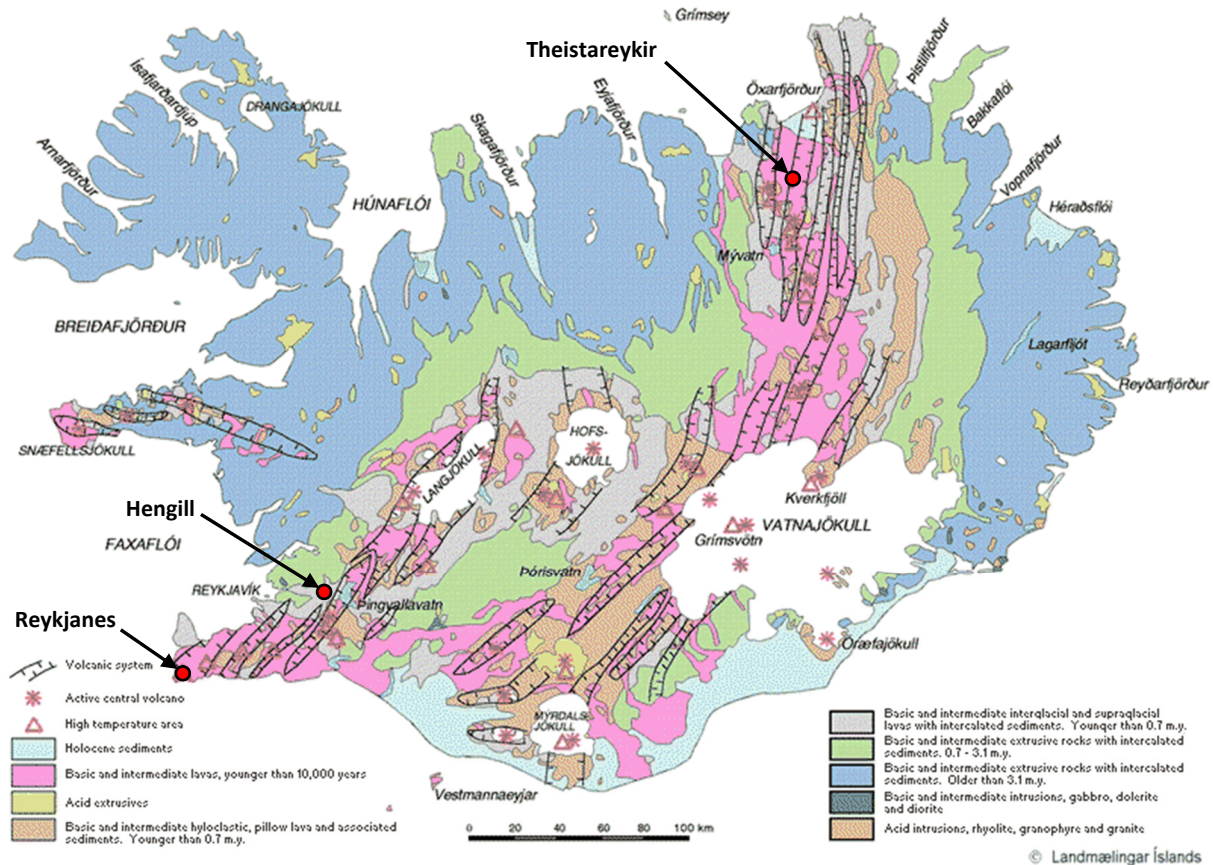 Grímsey
Theistareykir
Öxarfjörður
Þistilfjörður
Bakkaflói
Vopnafjörður
Héraðsflói
Ísafjarðardjúp
DRANGAJÖKULL
Arnarfjörður
Skagafjörður
Eyjafjörður
HÚNAFLÓI
Mývatn
BREIÐAFJÖRÐUR
Lagarfljót
Reyðarfjörður
SNÆFELLSJÖKULL
HOFS-
JÖKULL
LANGJÖKULL
Kverkfjöll
Hengill
VATNAJÖKULL
Grímsvötn
FAXAFLÓI
Þórisvatn
REYKJAVÍK
Þingvallavatn
Reykjanes
Öræfajökull
MÝRDALS-
JÖKULL
Vestmannaeyjar
Volcanic system
Active central volcano
High temperature area
Holocene sediments
Basic and intermediate lavas, younger than 10,000 years
Acid extrusives
Basic and intermediate hyloclastic, pillow lava and associated
sediments. Younger than 0.7 m.y.
0 20 40 60 80 100 km
Basic and intermediate interglacial and supraglacial
lavas with intercalated sediments. Younger than 0.7 m.y.
Basic and intermediate extrusive rocks with intercalated
sediments. 0.7 - 3.1 m.y.
Basic and intermediate extrusive rocks with intercalated
sediments. Older than 3.1 m.y.
Basic and intermediate intrusions, gabbro, dolerite
and diorite
Acid intrusions, rhyolite, granophyre and granite
© Landmælingar Íslands